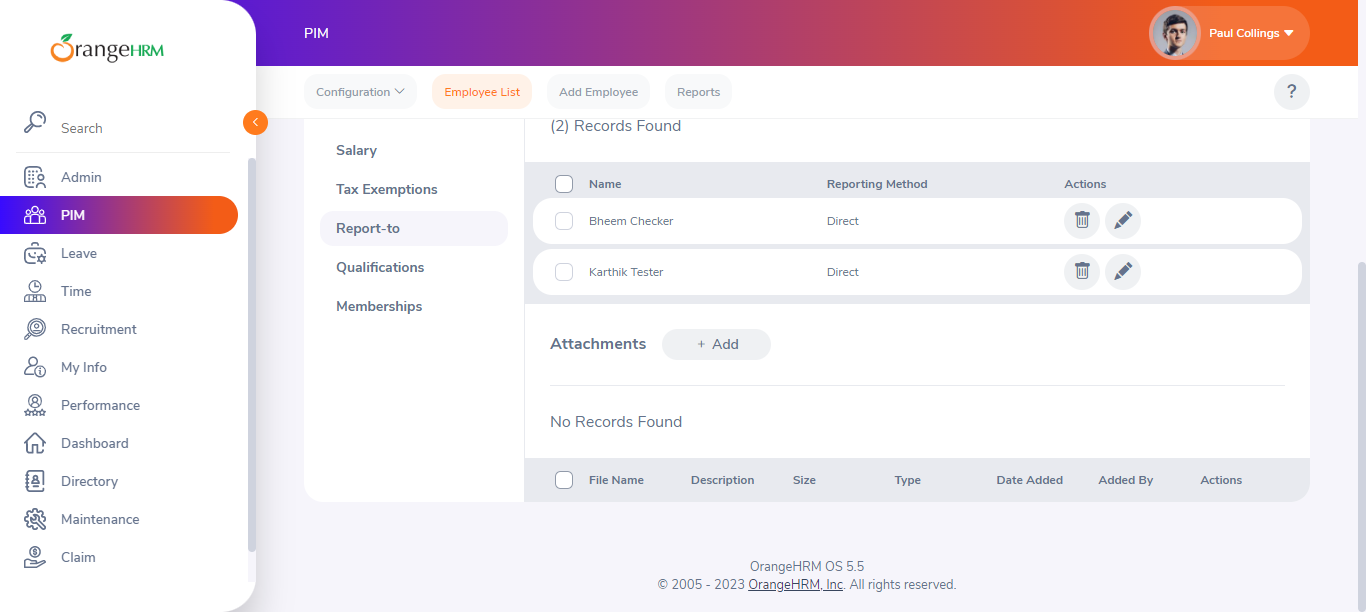 OrangeHRM
PIM
Paul Collings
Configuration
Employee List
Add Employee
Reports
?
Search
Admin
PIM
Leave
Time
Recruitment
My Info
Performance
Dashboard
Directory
Maintenance
Claim
Salary
Tax Exemptions
Report-to
Qualifications
Memberships
(2) Records Found
Name Reporting Method Actions
Bheem Checker Direct
Karthik Tester Direct
Attachments + Add
No Records Found
File Name Description Size Type Date Added Added By Actions
OrangeHRM OS 5.5
© 2005 - 2023 OrangeHRM, Inc. All rights reserved.